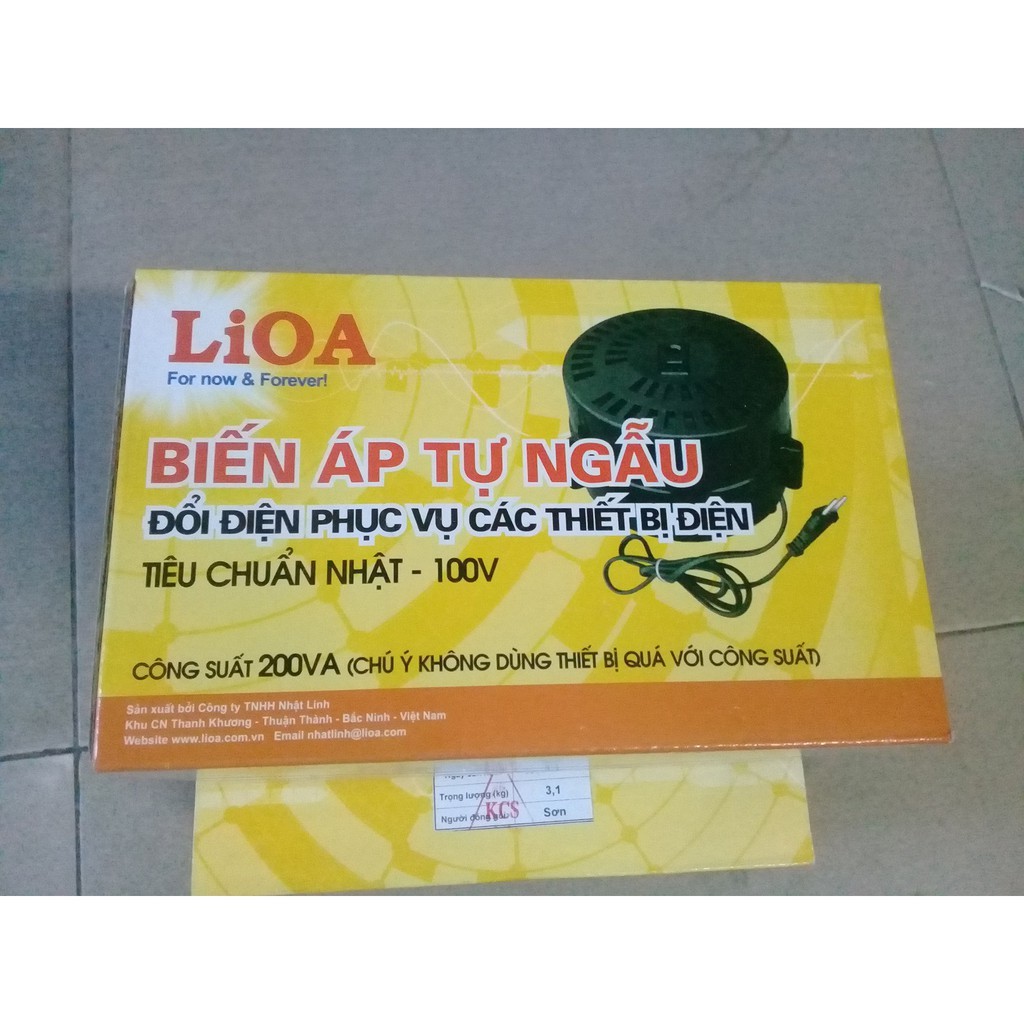 LiOA
For now & Forever!
BIẾN ÁP TỰ NGẪU
ĐỔI ĐIỆN PHỤC VỤ CÁC THIẾT BỊ ĐIỆN
TIÊU CHUẨN NHẬT - 100V
CÔNG SUẤT 200VA (CHÚ Ý KHÔNG DÙNG THIẾT BỊ QUÁ VỚI CÔNG SUẤT)
Sản xuất bởi Công ty TNHH Nhật Linh
Khu CN Thanh Khương - Thuận Thành - Bắc Ninh - Việt Nam
Website www.lioa.com.vn Email nhatlinh@lioa.com
Trọng lượng (kg) 3,1
Người đóng gói Sơn
KCS